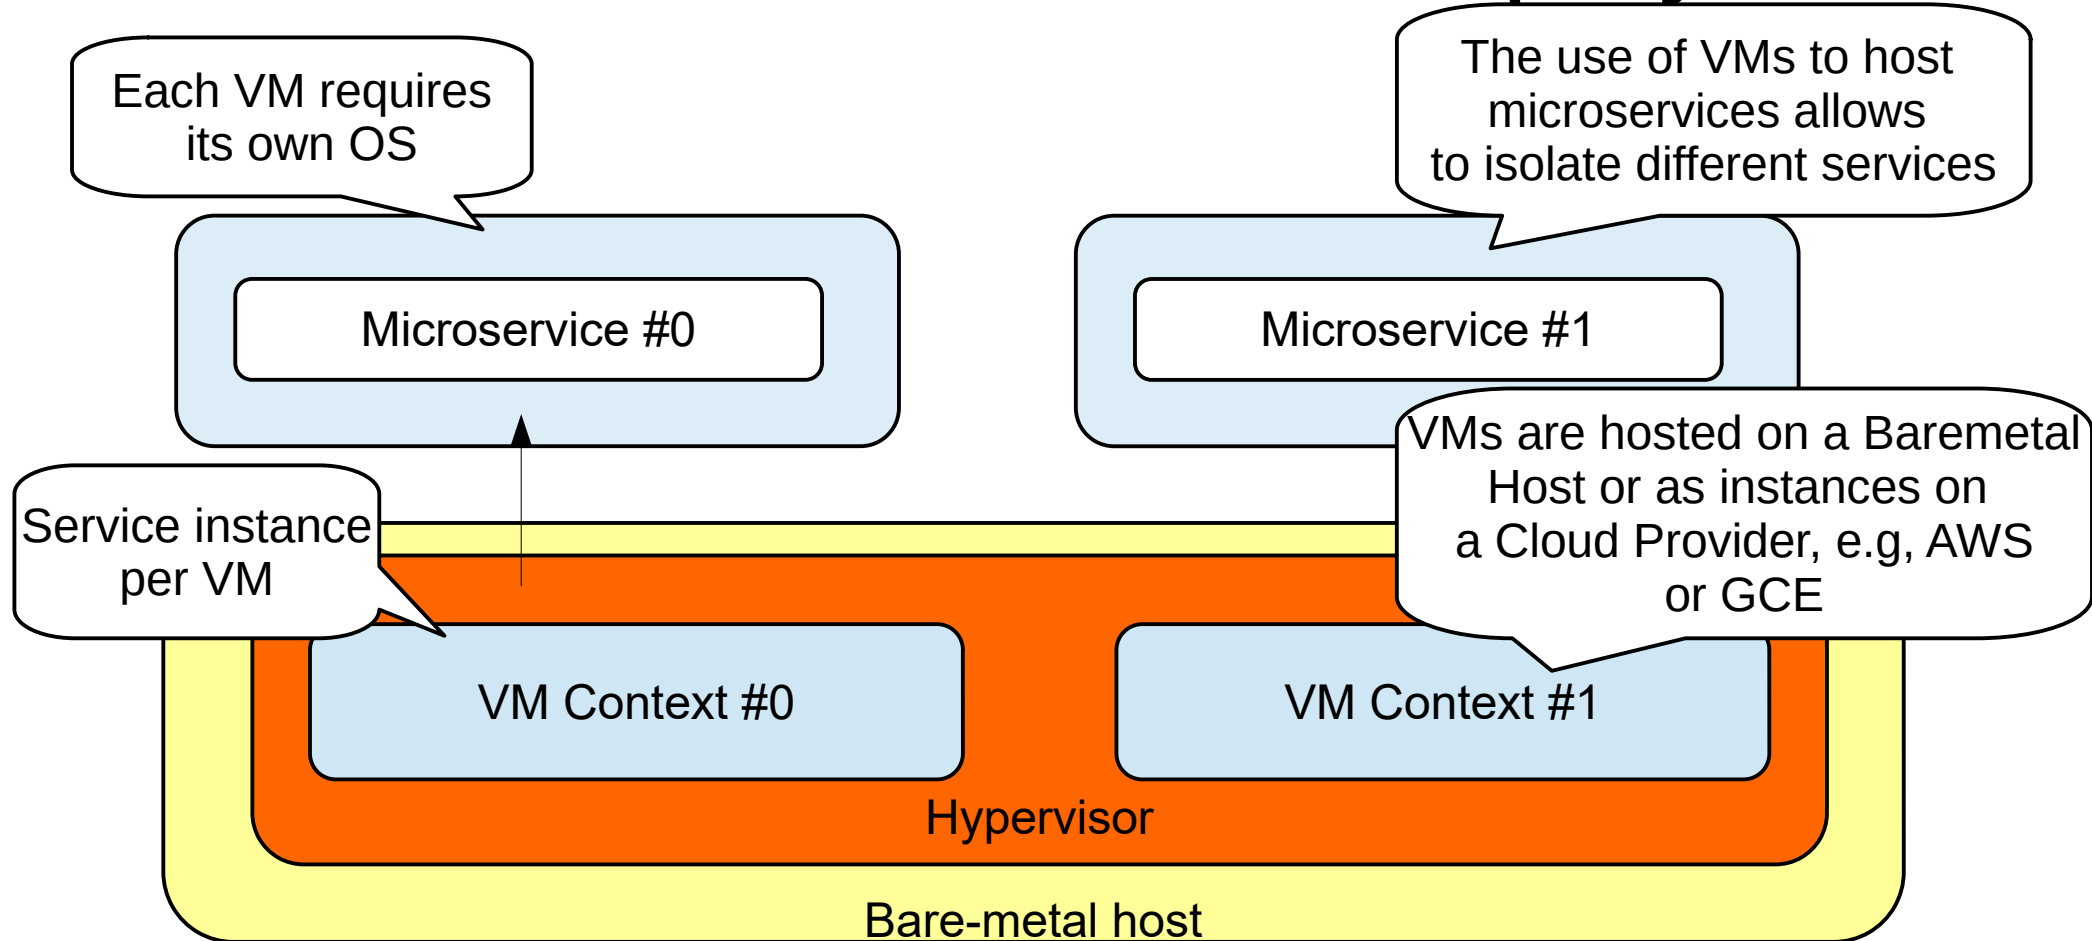 Each VM requires
its own OS
The use of VMs to host
microservices allows
to isolate different services
Microservice #0
Microservice #1
VMs are hosted on a Baremetal
Host or as instances on
a Cloud Provider, e.g, AWS
or GCE
Service instance
per VM
VM Context #0
VM Context #1
Hypervisor
Bare-metal host